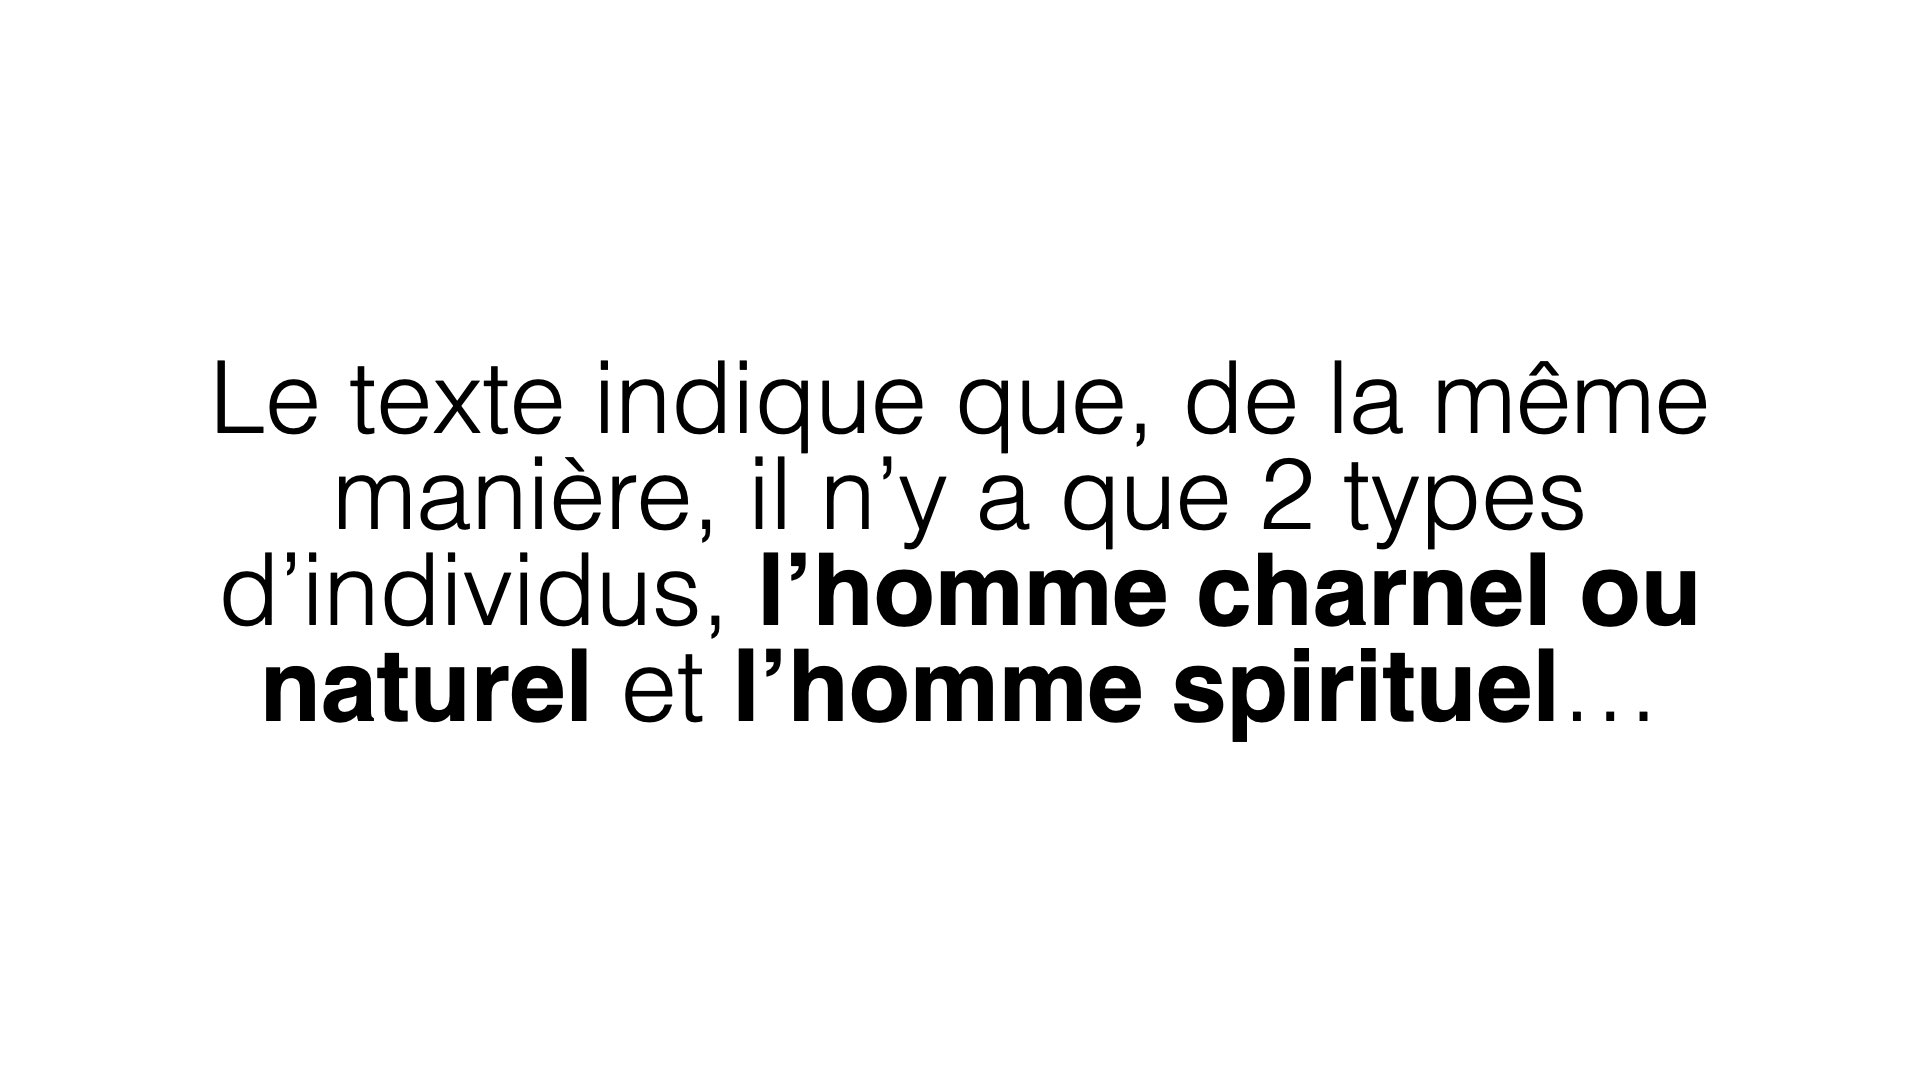 Le texte indique que, de la même
manière, il n’y a que 2 types
d’individus, l’homme charnel ou
naturel et l’homme spirituel…